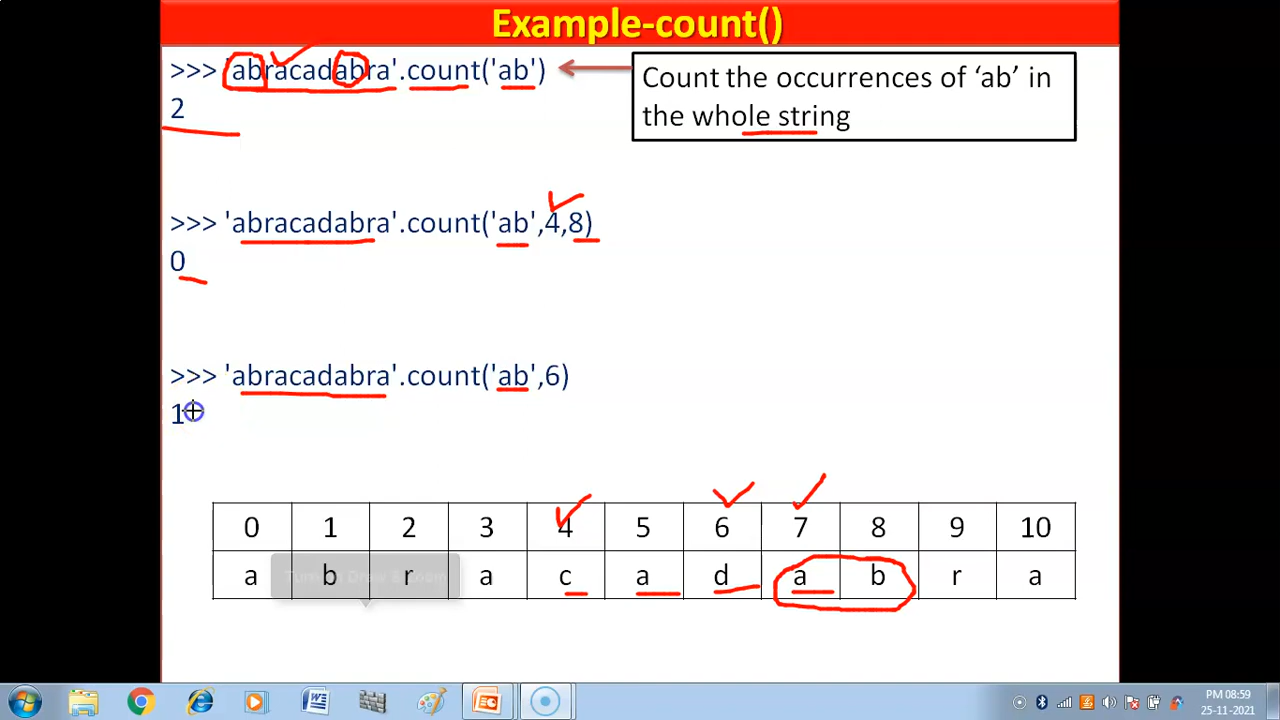 Example-count()
>>> 'abracadabra'.count('ab')
2
Count the occurrences of ‘ab’ in
the whole string
>>> 'abracadabra'.count('ab',4,8)
0
>>> 'abracadabra'.count('ab',6)
1
0 1 2 3 4 5 6 7 8 9 10
a b r a c a d a b r a
PM 08:59
25-11-2021